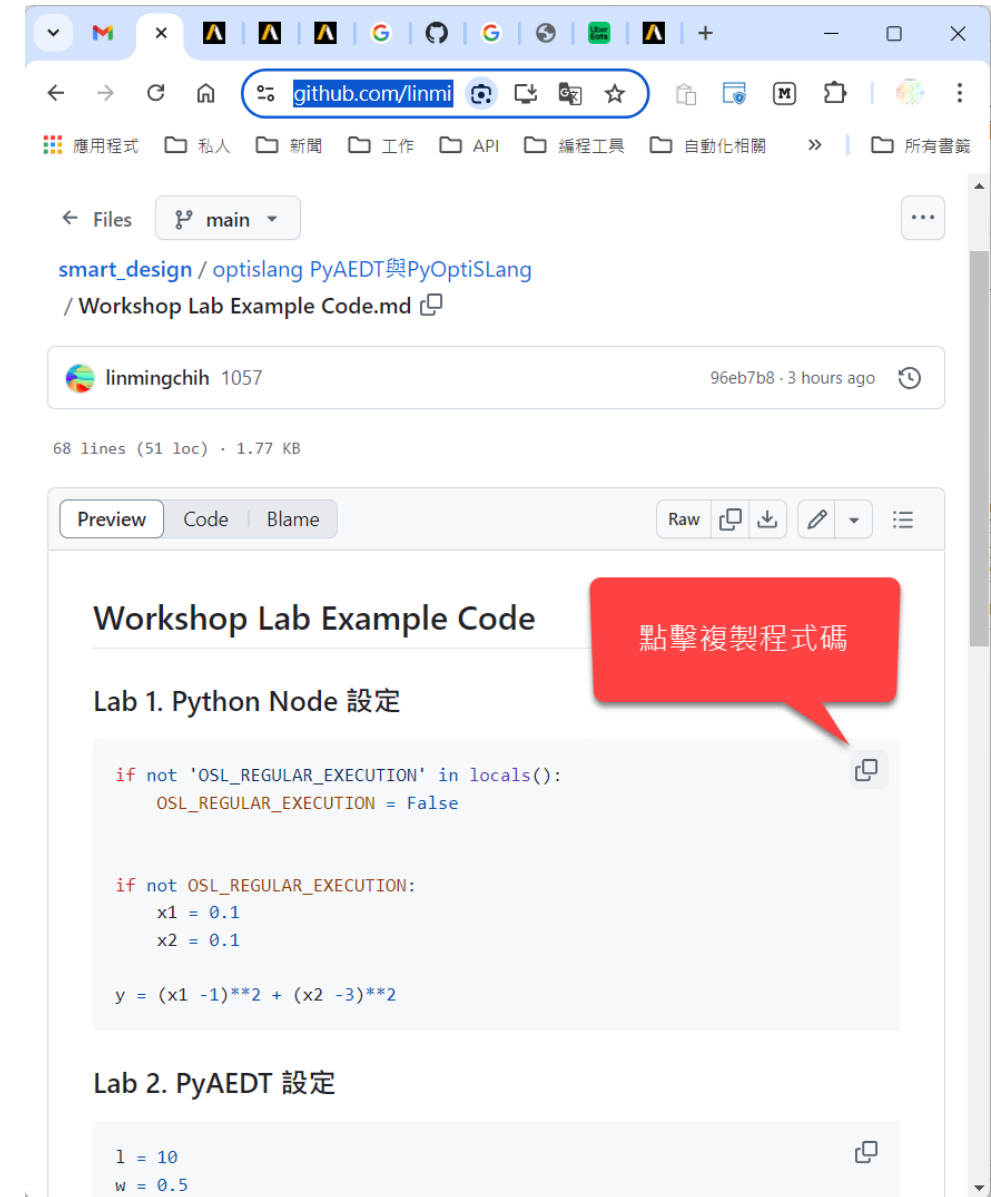 Uber
Eats
github.com/linmi
M
應用程式
私人
新聞
工作
API
編程工具
自動化相關
所有書籤
Files
main
smart_design / optislang PyAEDT與PyOptiSLang
/ Workshop Lab Example Code.md
linmingchih 1057
96eb7b8 · 3 hours ago
68 lines (51 loc) · 1.77 KB
Preview
Code
Blame
Raw
Workshop Lab Example Code
點擊複製程式碼
Lab 1. Python Node 設定
if not 'OSL_REGULAR_EXECUTION' in locals():
    OSL_REGULAR_EXECUTION = False
if not OSL_REGULAR_EXECUTION:
    x1 = 0.1
    x2 = 0.1
y = (x1 -1)**2 + (x2 -3)**2
Lab 2. PyAEDT 設定
l = 10
w = 0.5